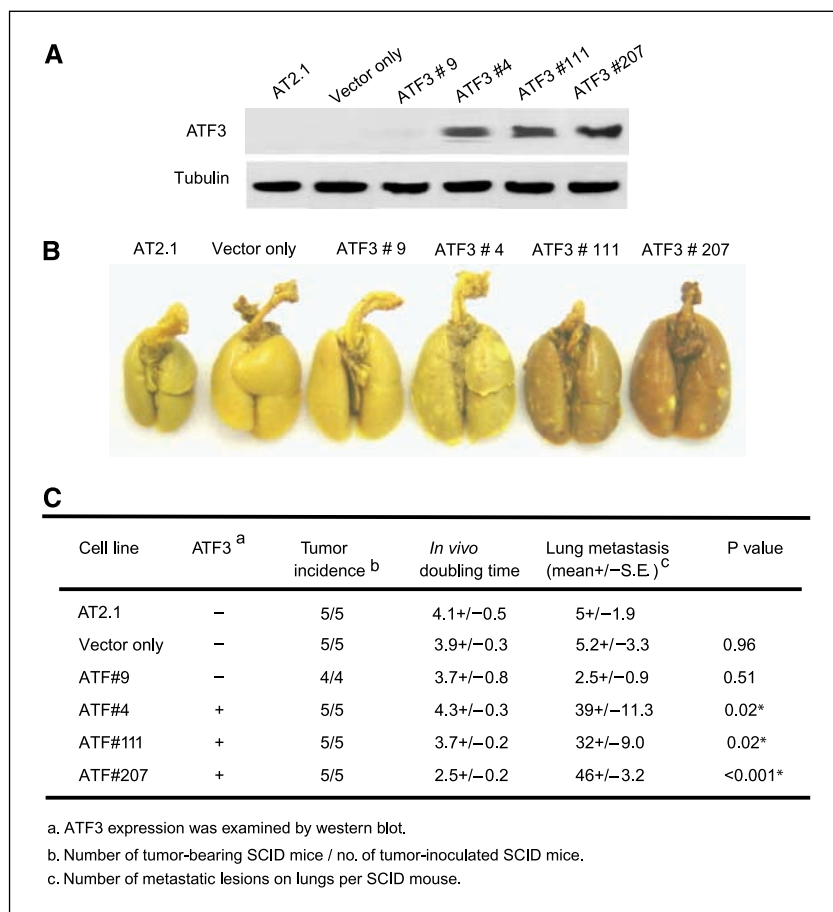 A
AT2.1 Vector only ATF3 # 9 ATF3 #4 ATF3 #111 ATF3 #207
ATF3
Tubulin
B
AT2.1 Vector only ATF3 # 9 ATF3 # 4 ATF3 # 111 ATF3 # 207
C
Cell line ATF3 a Tumor incidence b In vivo doubling time Lung metastasis (mean+/−S.E.) c P value
AT2.1 − 5/5 4.1+/−0.5 5+/−1.9
Vector only − 5/5 3.9+/−0.3 5.2+/−3.3 0.96
ATF#9 − 4/4 3.7+/−0.8 2.5+/−0.9 0.51
ATF#4 + 5/5 4.3+/−0.3 39+/−11.3 0.02*
ATF#111 + 5/5 3.7+/−0.2 32+/−9.0 0.02*
ATF#207 + 5/5 2.5+/−0.2 46+/−3.2 <0.001*
a. ATF3 expression was examined by western blot.
b. Number of tumor-bearing SCID mice / no. of tumor-inoculated SCID mice.
c. Number of metastatic lesions on lungs per SCID mouse.